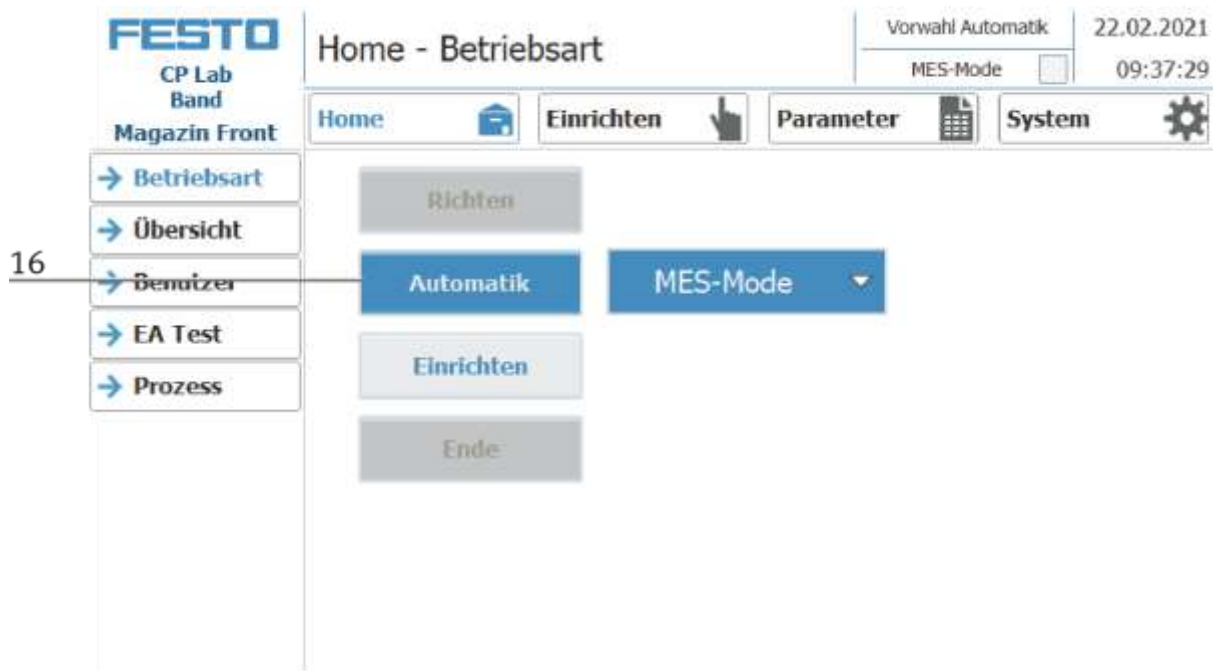 FESTO
CP Lab
Band
Magazin Front
Home - Betriebsart
Vorwahl Automatik
MES-Mode
22.02.2021
09:37:29
Home
Einrichten
Parameter
System
Betriebsart
Übersicht
Benutzer
EA Test
Prozess
16
Richten
Automatik
MES-Mode
Einrichten
Ende